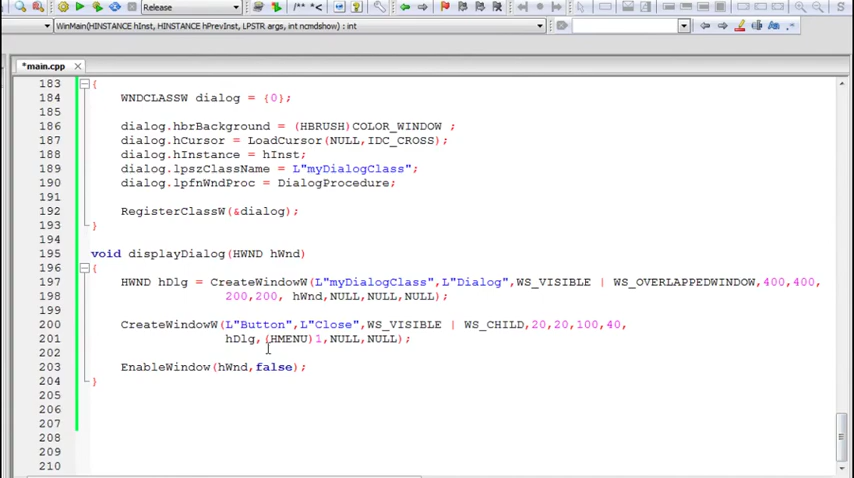 Release
WinMain(HINSTANCE hInst, HINSTANCE hPrevInst, LPSTR args, int ncmdshow) : int
*main.cpp
183 {
184 WNDCLASSW dialog = {0};
185
186 dialog.hbrBackground = (HBRUSH)COLOR_WINDOW ;
187 dialog.hCursor = LoadCursor(NULL,IDC_CROSS);
188 dialog.hInstance = hInst;
189 dialog.lpszClassName = L"myDialogClass";
190 dialog.lpfnWndProc = DialogProcedure;
191
192 RegisterClassW(&dialog);
193 }
194
195 void displayDialog(HWND hWnd)
196 {
197 HWND hDlg = CreateWindowW(L"myDialogClass",L"Dialog",WS_VISIBLE | WS_OVERLAPPEDWINDOW,400,400,
198 200,200, hWnd,NULL,NULL,NULL);
199
200 CreateWindowW(L"Button",L"Close",WS_VISIBLE | WS_CHILD,20,20,100,40,
201 hDlg,(HMENU)1,NULL,NULL);
202
203 EnableWindow(hWnd,false);
204 }
205
206
207
208
209
210